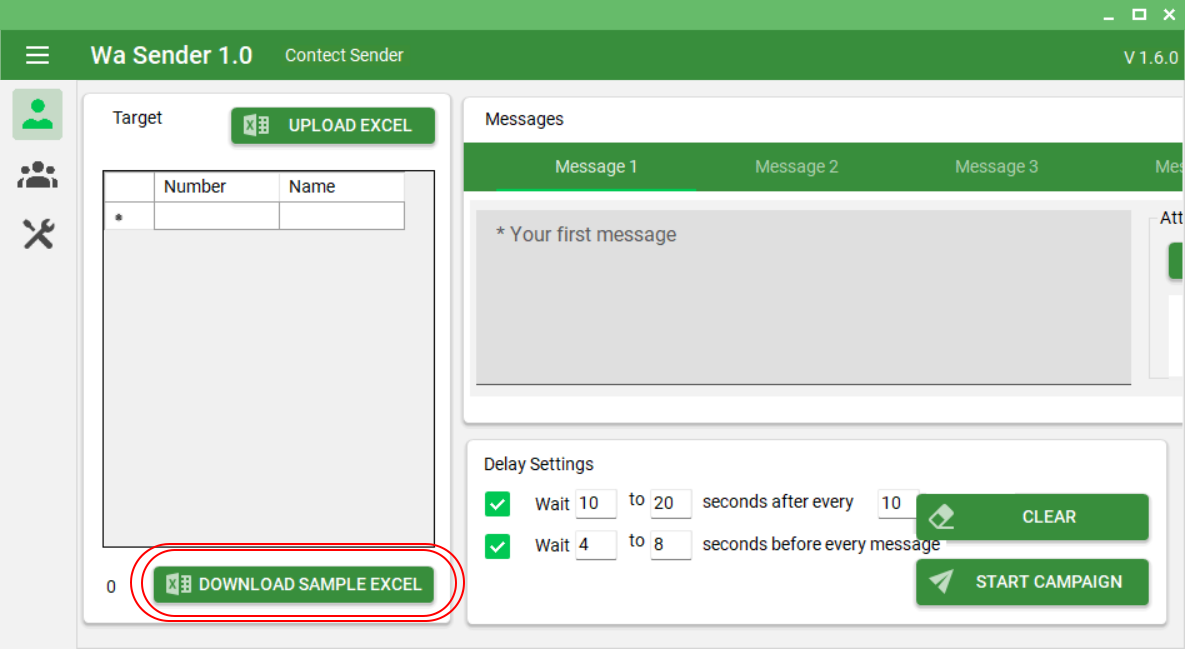 Wa Sender 1.0 Contect Sender
V 1.6.0
Target
UPLOAD EXCEL
Number Name
*
0
DOWNLOAD SAMPLE EXCEL
Messages
Message 1 Message 2 Message 3 Mes
* Your first message
Att
Delay Settings
Wait 10 to 20 seconds after every 10
Wait 4 to 8 seconds before every message
CLEAR
START CAMPAIGN